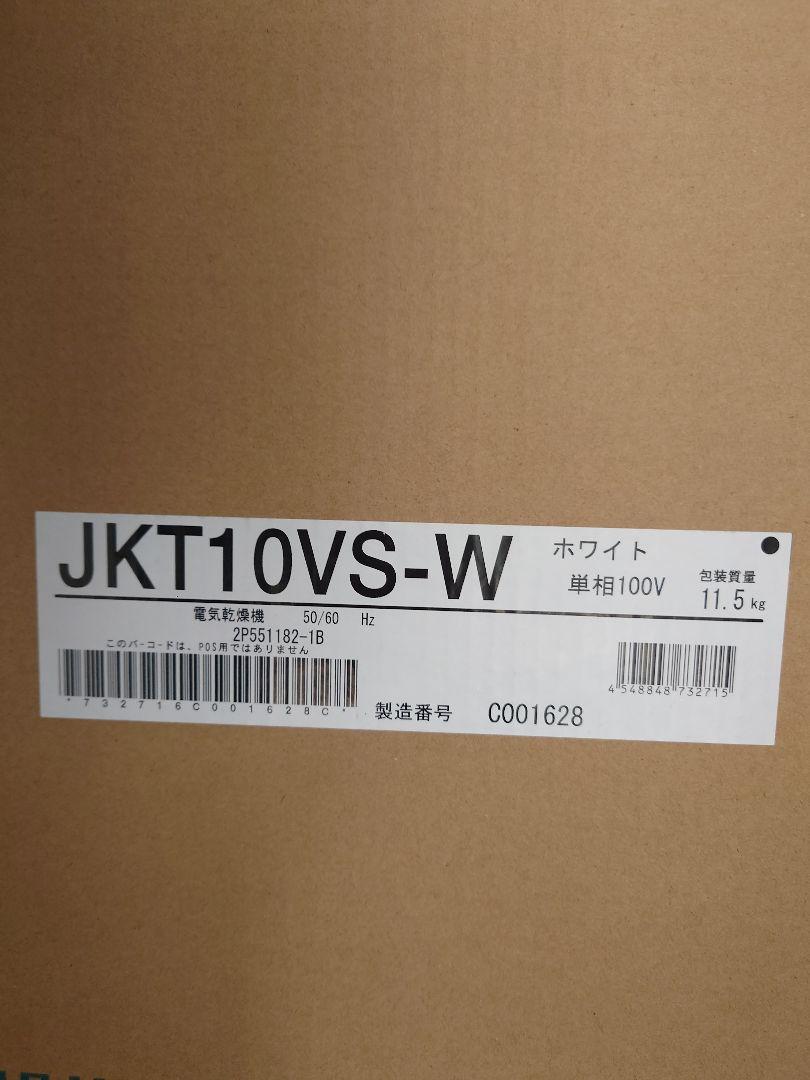 JKT10VS-W
ホワイト
単相100V
包装質量
11.5kg
電気乾燥機 50/60 Hz
2P551182-1B
このバーコードは、POS用ではありません
*732716C001628C*
製造番号 C001628
4548848732715